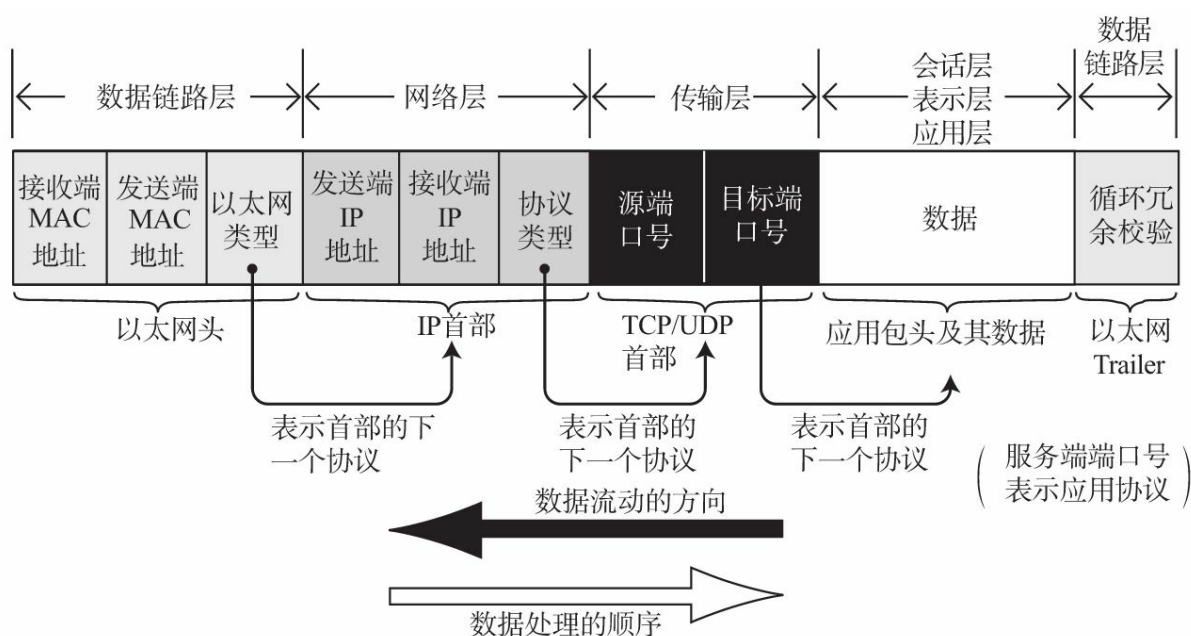 数据
链路层
会话层
表示层
应用层
数据链路层
网络层
传输层
接收端
MAC
地址
发送端
MAC
地址
以太网
类型
发送端
IP
地址
接收端
IP
地址
协议
类型
源端
口号
目标端
口号
数据
循环冗
余校验
以太网头
IP首部
TCP/UDP
首部
应用包头及其数据
以太网
Trailer
表示首部的下
一个协议
表示首部的
下一个协议
表示首部的
下一个协议
(服务端端口号
表示应用协议)
数据流动的方向
数据处理的顺序